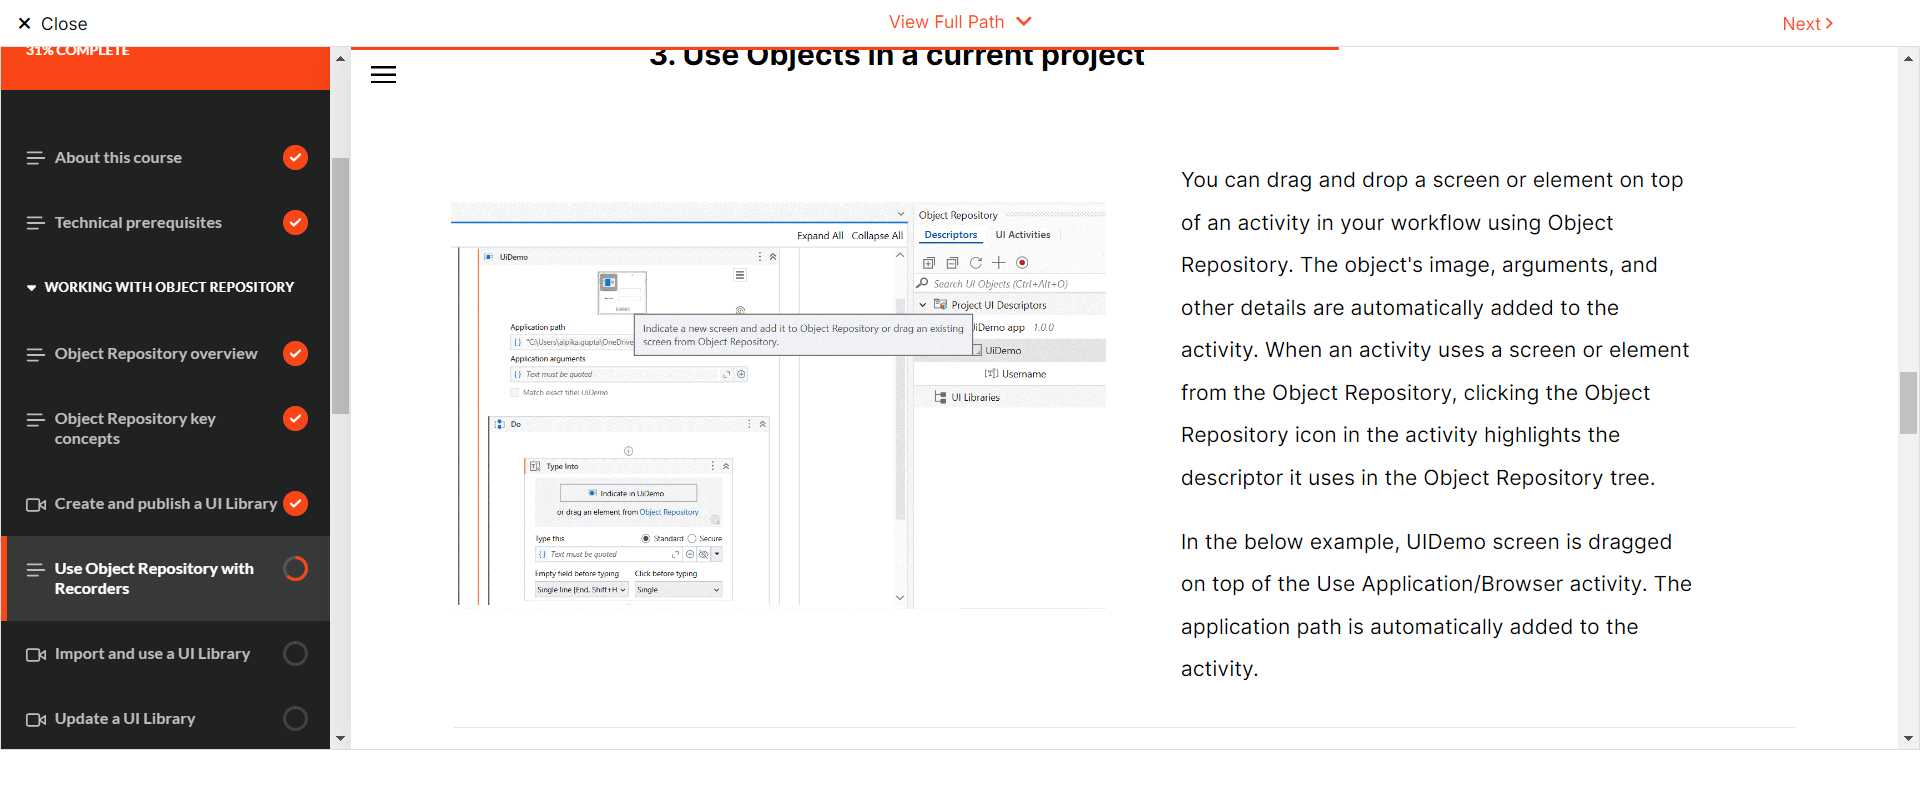 Close
View Full Path
Next
31% COMPLETE
About this course
Technical prerequisites
WORKING WITH OBJECT REPOSITORY
Object Repository overview
Object Repository key
concepts
Create and publish a UI Library
Use Object Repository with
Recorders
Import and use a UI Library
Update a UI Library
3. Use Objects in a current project
Expand All Collapse All
UiDemo
Application path
"C:\Users\alpika.gupta\OneDrive
Application arguments
Text must be quoted
Match exact title: UiDemo
Indicate a new screen and add it to Object Repository or drag an existing
screen from Object Repository.
Do
Type Into
Indicate in UiDemo
or drag an element from Object Repository
Type this
Standard Secure
Text must be quoted
Empty field before typing Click before typing
Single line (End, Shift+H Single
Object Repository
Descriptors UI Activities
Search UI Objects (Ctrl+Alt+O)
Project UI Descriptors
UiDemo app 1.0.0
UiDemo
Username
UI Libraries
You can drag and drop a screen or element on top
of an activity in your workflow using Object
Repository. The object's image, arguments, and
other details are automatically added to the
activity. When an activity uses a screen or element
from the Object Repository, clicking the Object
Repository icon in the activity highlights the
descriptor it uses in the Object Repository tree.
In the below example, UIDemo screen is dragged
on top of the Use Application/Browser activity. The
application path is automatically added to the
activity.